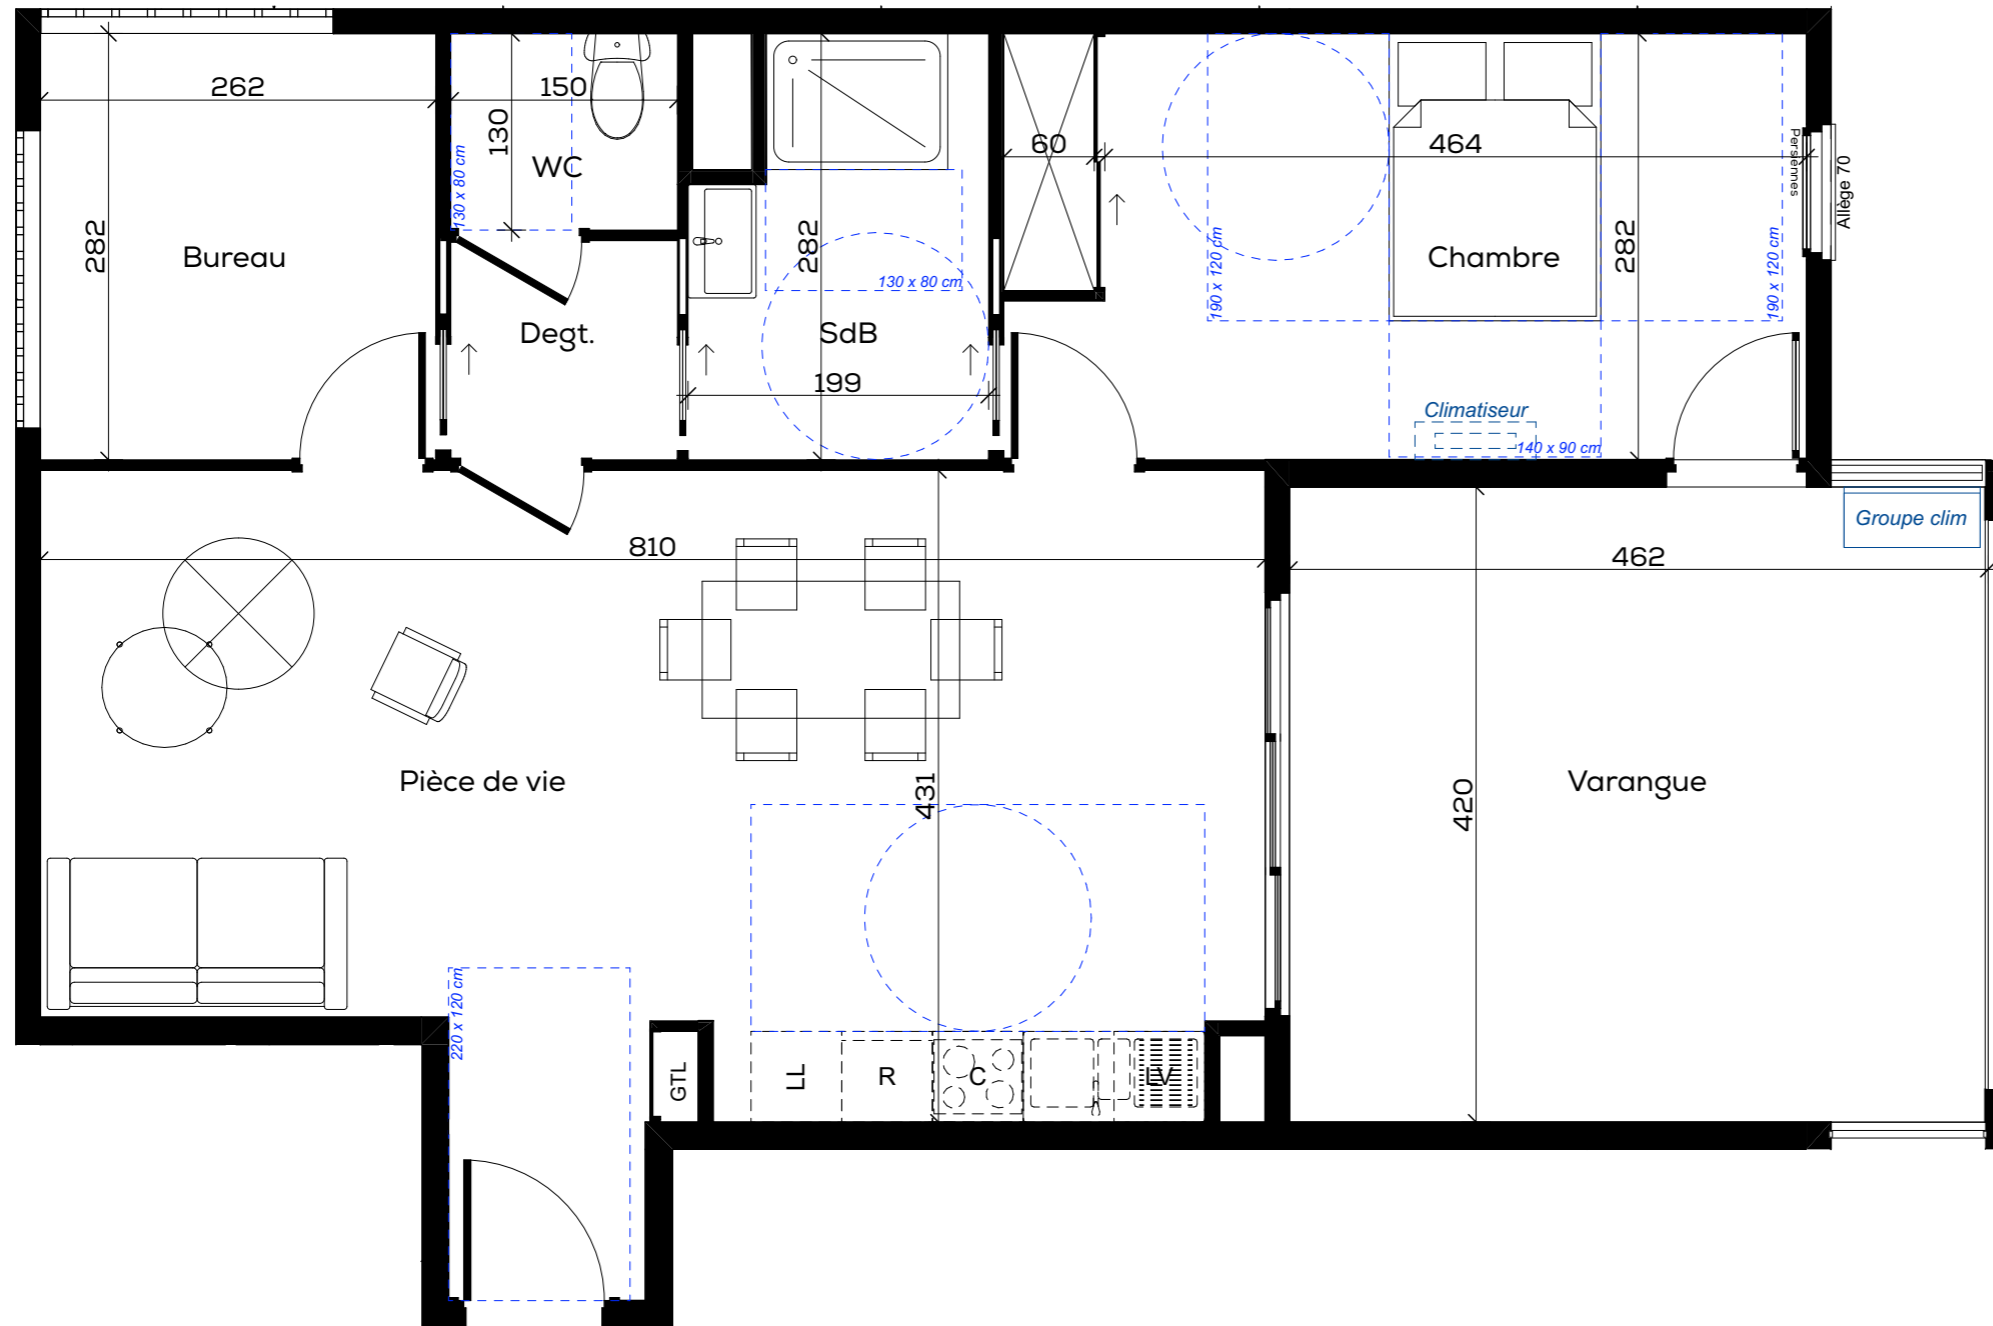 262
150
130
WC
130 x 80 cm
282
Bureau
Degt.
282
130 x 80 cm
SdB
199
60
464
Chambre
282
190 x 120 cm
190 x 120 cm
Persiennes
Allège 70
Climatiseur
140 x 90 cm
Groupe clim
810
462
Pièce de vie
431
420
Varangue
220 x 120 cm
GTL
LL
R
C
LV